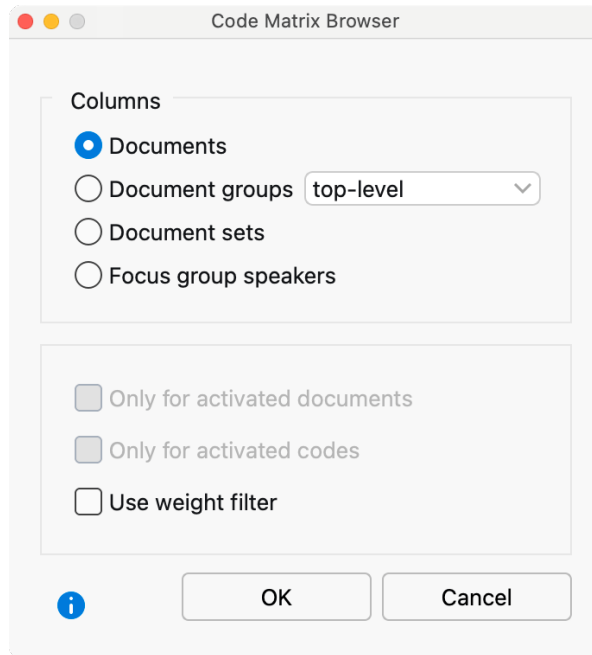 Code Matrix Browser
Columns
Documents
Document groups top-level
Document sets
Focus group speakers
Only for activated documents
Only for activated codes
Use weight filter
i OK Cancel